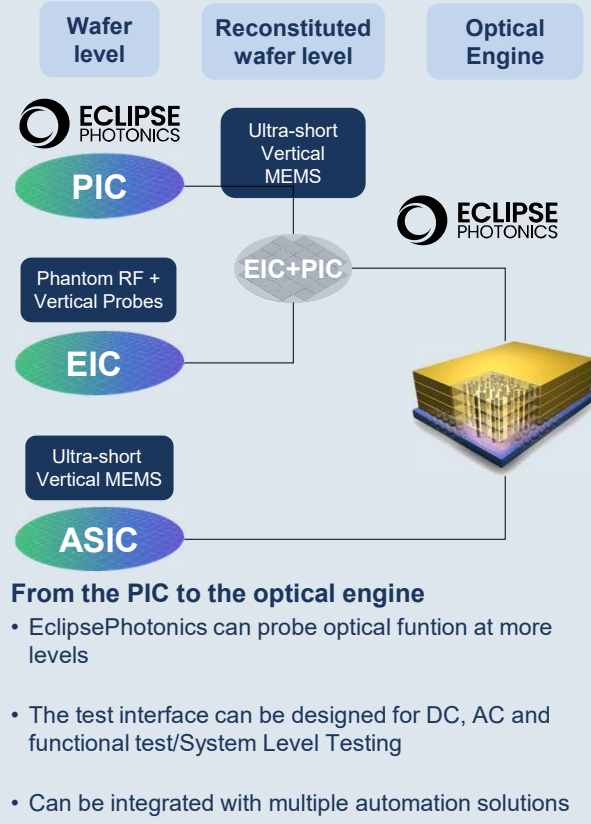 Wafer
level
Reconstituted
wafer level
Optical
Engine
ECLIPSE
PHOTONICS
PIC
Ultra-short
Vertical
MEMS
ECLIPSE
PHOTONICS
EIC+PIC
Phantom RF +
Vertical Probes
EIC
Ultra-short
Vertical MEMS
ASIC
From the PIC to the optical engine
• EclipsePhotonics can probe optical funtion at more
levels
• The test interface can be designed for DC, AC and
functional test/System Level Testing
• Can be integrated with multiple automation solutions